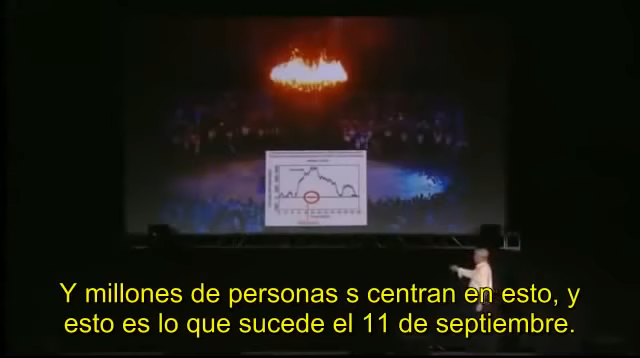 Y millones de personas s centran en esto, y
esto es lo que sucede el 11 de septiembre.